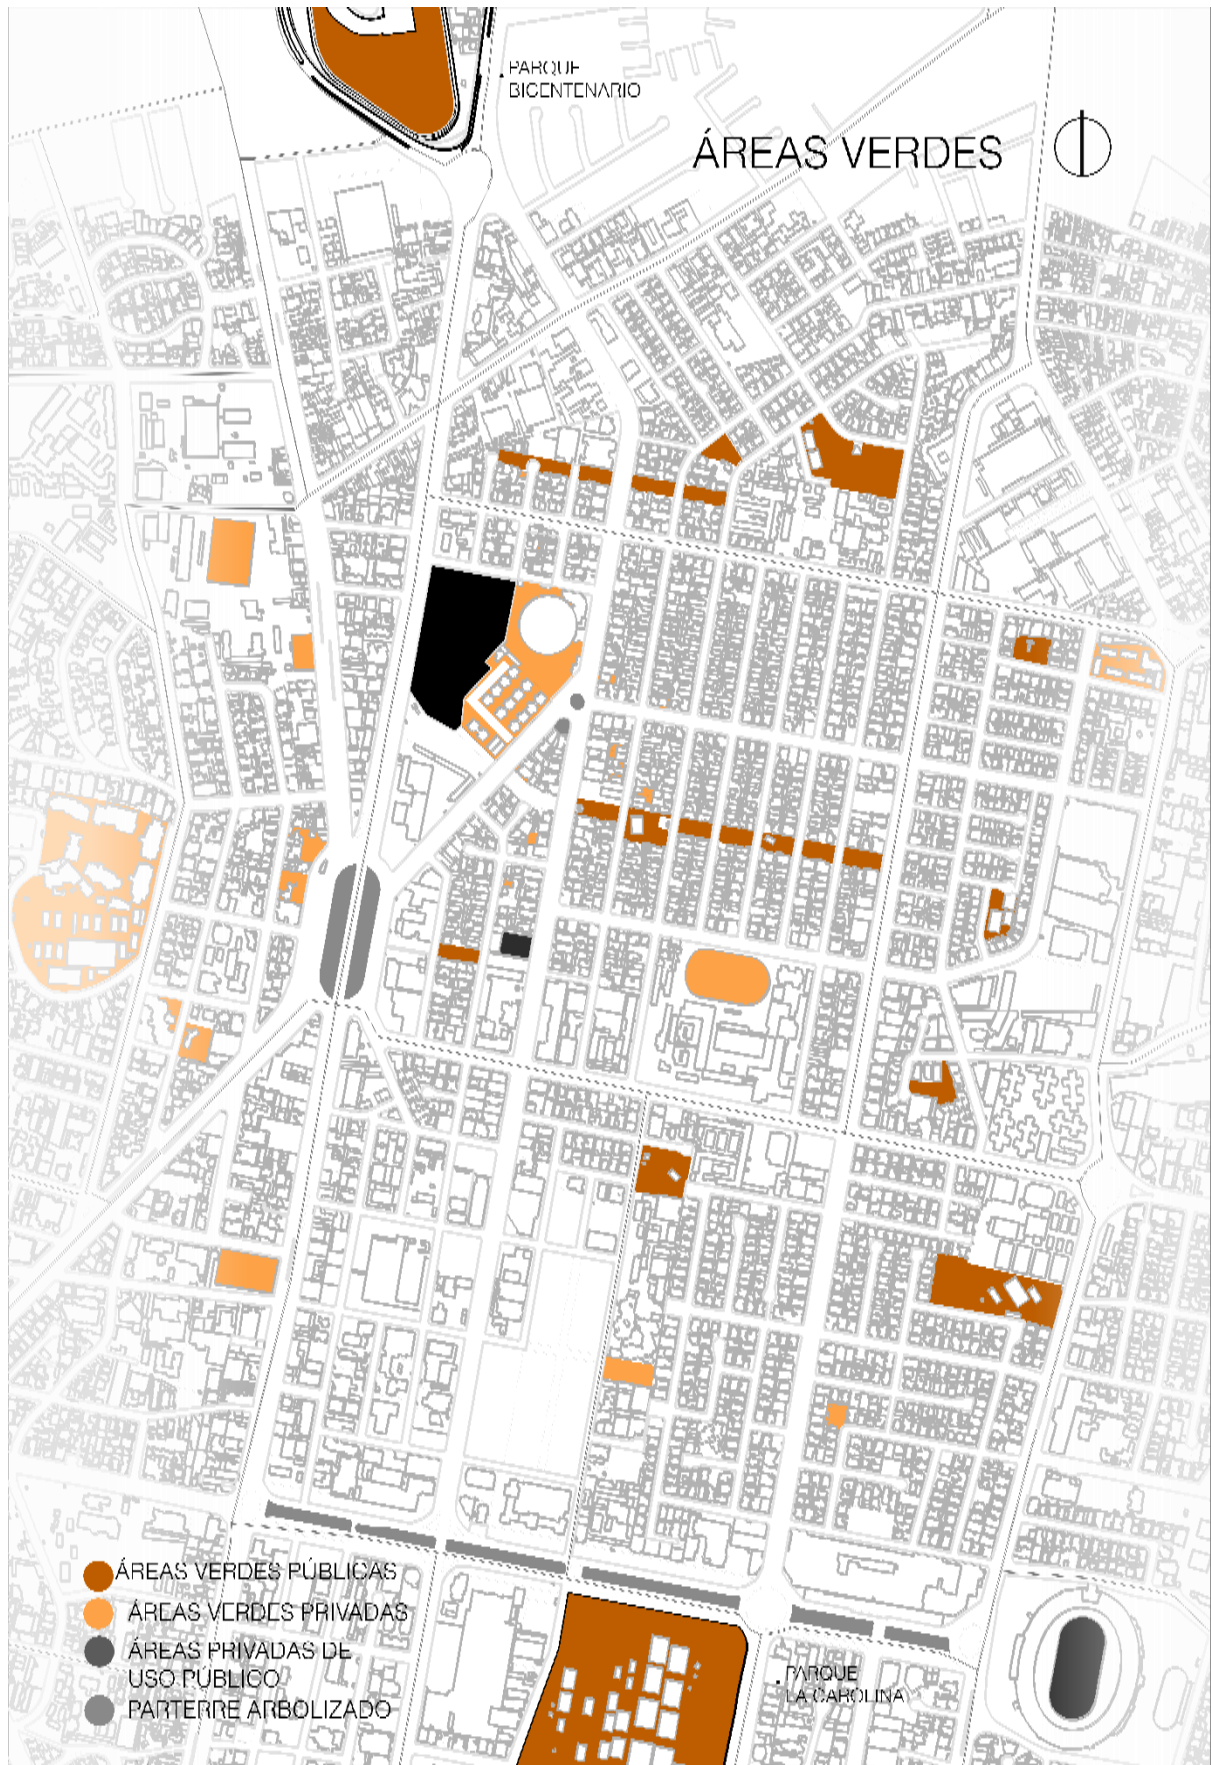 PARQUE
BICENTENARIO
ÁREAS VERDES
ÁREAS VERDES PÚBLICAS
ÁREAS VERDES PRIVADAS
ÁREAS PRIVADAS DE
USO PÚBLICO
PARTERRE ARBOLIZADO
PARQUE
LA CAROLINA